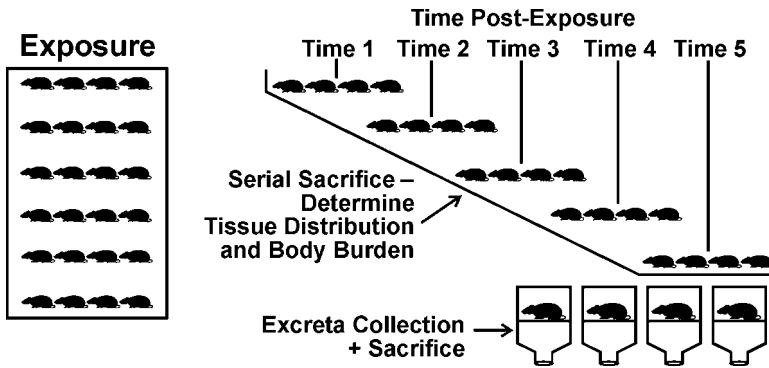 Time Post-Exposure
Exposure
Time 1 Time 2 Time 3 Time 4 Time 5
Serial Sacrifice –
Determine
Tissue Distribution
and Body Burden
Excreta Collection
+ Sacrifice